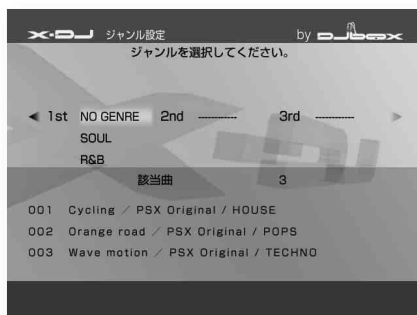 X-DJ ジャンル設定 by DJbox
ジャンルを選択してください。
◀ 1st NO GENRE 2nd ----------- 3rd ----------- ▶
SOUL
R&B
該当曲 3
001 Cycling / PSX Original / HOUSE
002 Orange road / PSX Original / POPS
003 Wave motion / PSX Original / TECHNO